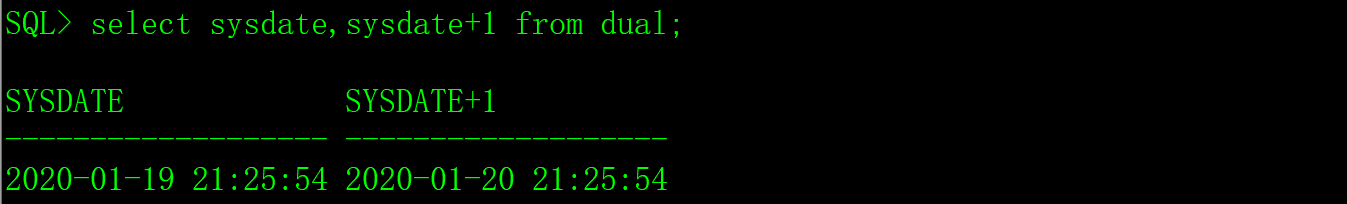 SQL> select sysdate,sysdate+1 from dual;
SYSDATE             SYSDATE+1
------------------- -------------------
2020-01-19 21:25:54 2020-01-20 21:25:54